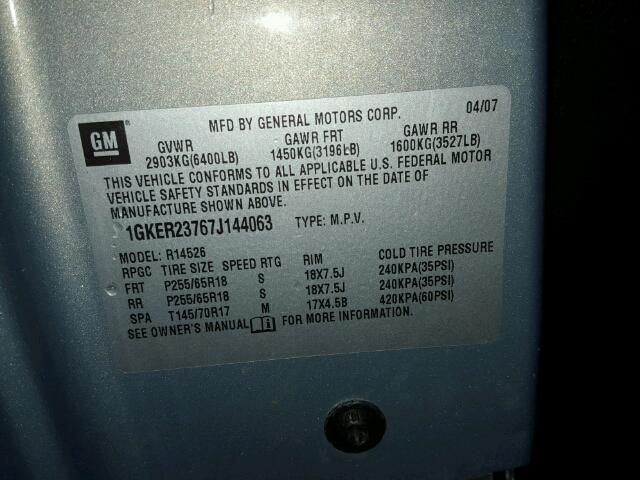 MFD BY GENERAL MOTORS CORP. 04/07
GM
GVWR GAWR FRT GAWR RR
2903KG(6400LB) 1450KG(3196LB) 1600KG(3527LB)
THIS VEHICLE CONFORMS TO ALL APPLICABLE U.S. FEDERAL MOTOR
VEHICLE SAFETY STANDARDS IN EFFECT ON THE DATE OF
MANUFACTURE SHOWN ABOVE.
1GKER23767J144063 TYPE: M.P.V.
MODEL: R14526
RPGC TIRE SIZE SPEED RTG RIM COLD TIRE PRESSURE
FRT P255/65R18 S 18X7.5J 240KPA(35PSI)
RR P255/65R18 S 18X7.5J 240KPA(35PSI)
SPA T145/70R17 M 17X4.5B 420KPA(60PSI)
SEE OWNER'S MANUAL FOR MORE INFORMATION.